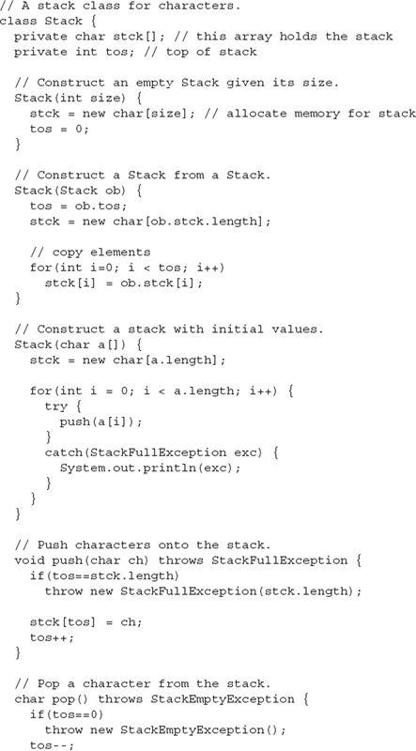 // A stack class for characters.
class Stack {
  private char stck[]; // this array holds the stack
  private int tos; // top of stack

  // Construct an empty Stack given its size.
  Stack(int size) {
    stck = new char[size]; // allocate memory for stack
    tos = 0;
  }

  // Construct a Stack from a Stack.
  Stack(Stack ob) {
    tos = ob.tos;
    stck = new char[ob.stck.length];

    // copy elements
    for(int i=0; i < tos; i++)
      stck[i] = ob.stck[i];
  }

  // Construct a stack with initial values.
  Stack(char a[]) {
    stck = new char[a.length];

    for(int i = 0; i < a.length; i++) {
      try {
        push(a[i]);
      }
      catch(StackFullException exc) {
        System.out.println(exc);
      }
    }
  }

  // Push characters onto the stack.
  void push(char ch) throws StackFullException {
    if(tos==stck.length)
      throw new StackFullException(stck.length);

    stck[tos] = ch;
    tos++;
  }

  // Pop a character from the stack.
  char pop() throws StackEmptyException {
    if(tos==0)
      throw new StackEmptyException();
    tos--;